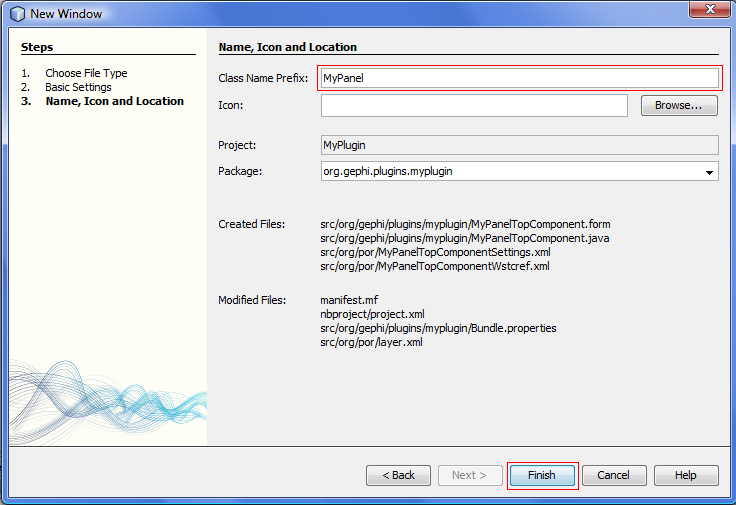 New Window
Steps
1. Choose File Type
2. Basic Settings
3. Name, Icon and Location
Name, Icon and Location
Class Name Prefix: MyPanel
Icon: Browse...
Project: MyPlugin
Package: org.gephi.plugins.myplugin
Created Files: src/org/gephi/plugins/myplugin/MyPanelTopComponent.form
src/org/gephi/plugins/myplugin/MyPanelTopComponent.java
src/org/por/MyPanelTopComponentSettings.xml
src/org/por/MyPanelTopComponentWstcref.xml
Modified Files: manifest.mf
nbproject/project.xml
src/org/gephi/plugins/myplugin/Bundle.properties
src/org/por/layer.xml
< Back Next > Finish Cancel Help